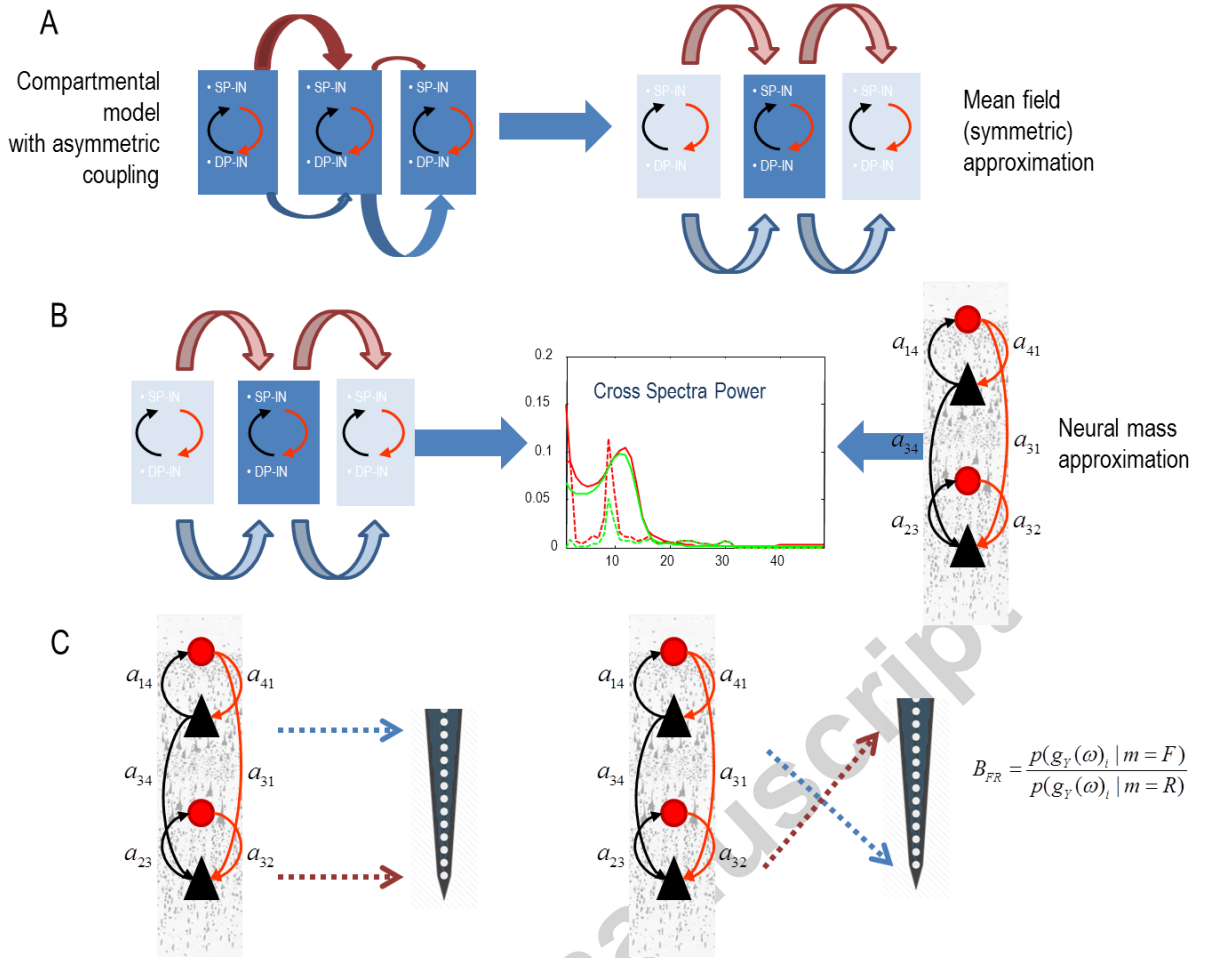 A
Compartmental
model
with asymmetric
coupling
• SP-IN
• DP-IN
• SP-IN
• DP-IN
• SP-IN
• DP-IN
• SP-IN
• DP-IN
• SP-IN
• DP-IN
• SP-IN
• DP-IN
Mean field
(symmetric)
approximation
B
• SP-IN
• DP-IN
• SP-IN
• DP-IN
• SP-IN
• DP-IN
Cross Spectra Power
0.2
0.15
0.1
0.05
0
10 20 30 40
a14 a41
a34 a31
a23 a32
Neural mass
approximation
C
a14 a41
a34 a31
a23 a32
a14 a41
a34 a31
a23 a32
B_FR = p(g_Y(ω)_i | m = F) / p(g_Y(ω)_i | m = R)